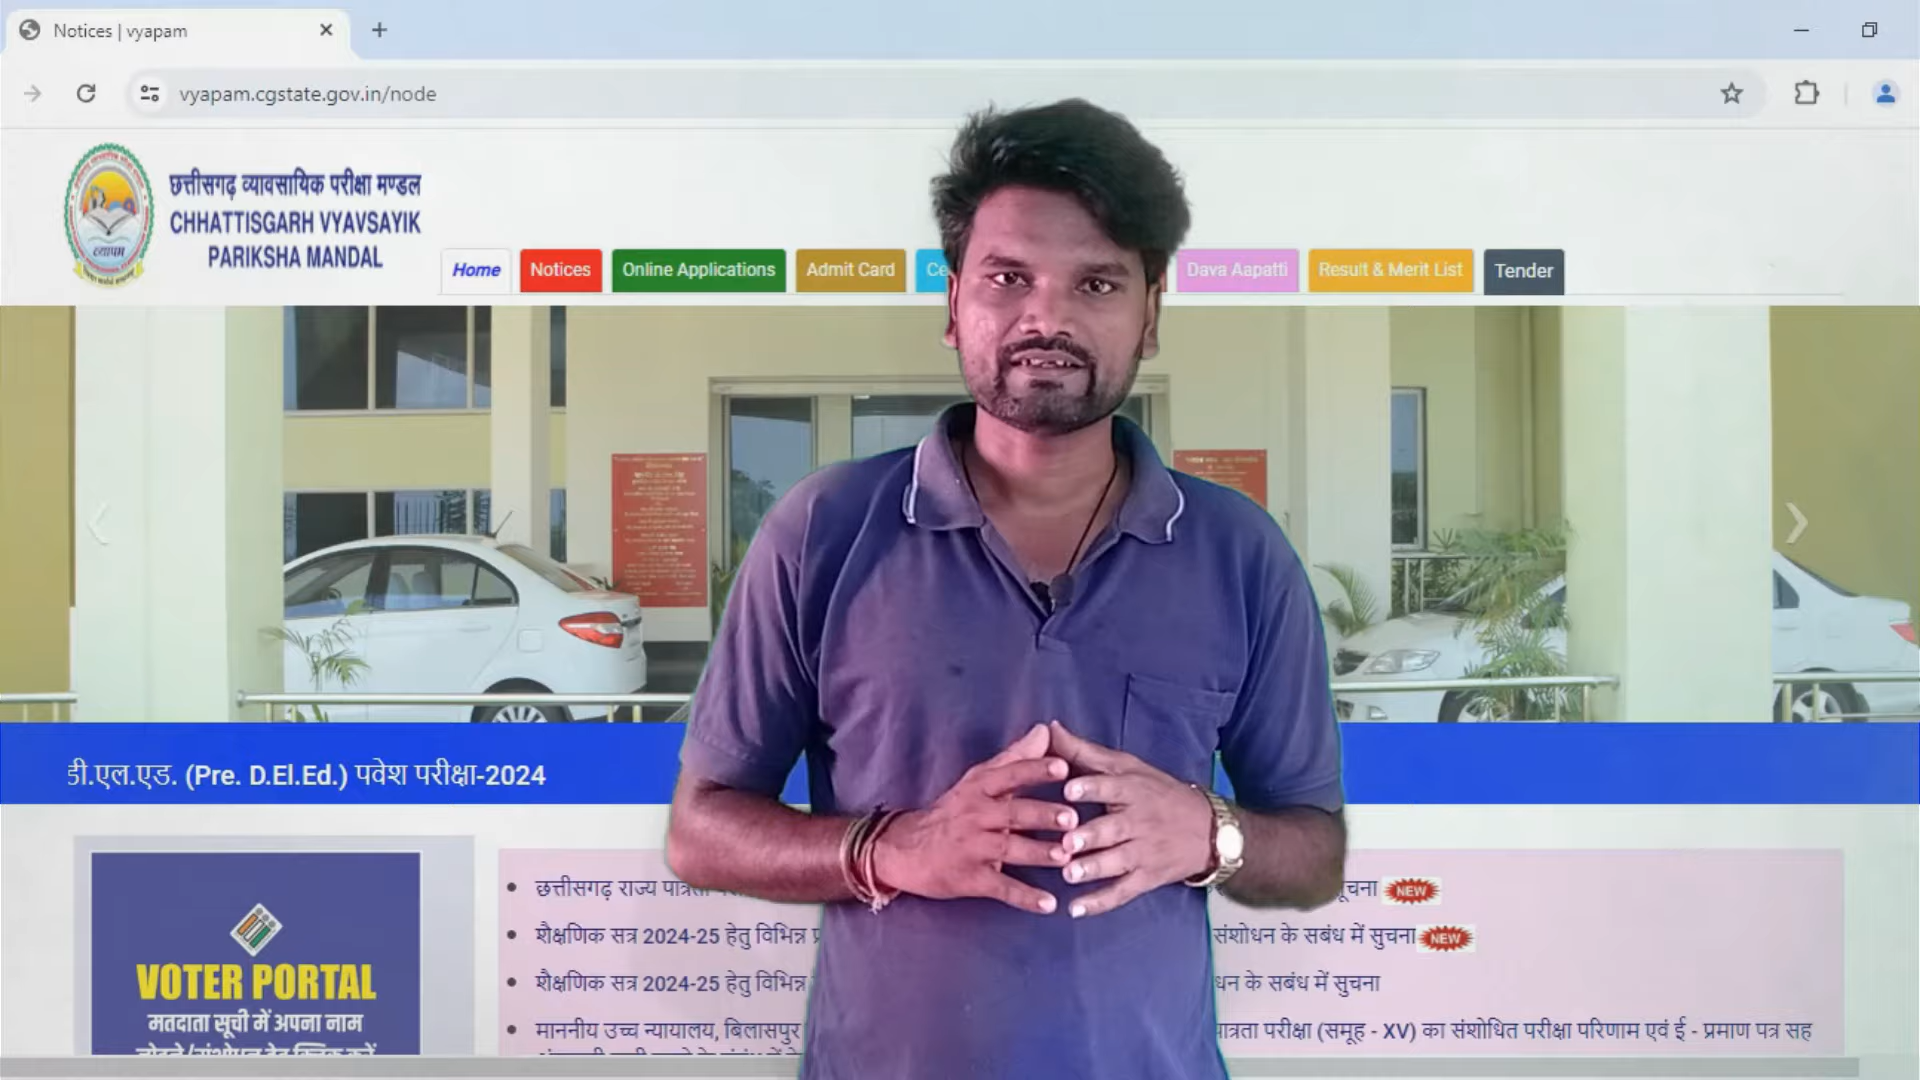 Notices | vyapam
vyapam.cgstate.gov.in/node
छत्तीसगढ़ व्यावसायिक परीक्षा मण्डल
CHHATTISGARH VYAVSAYIK
PARIKSHA MANDAL
व्यापम
Home Notices Online Applications Admit Card Ce Dava Aapatti Result & Merit List Tender
डी.एल.एड. (Pre. D.El.Ed.) पवेश परीक्षा-2024
VOTER PORTAL
मतदाता सूची में अपना नाम
छत्तीसगढ़ राज्य सूचना NEW
शैक्षणिक सत्र 2024-25 हेतु विभिन्न संशोधन के सबंध में सूचना NEW
शैक्षणिक सत्र 2024-25 हेतु विभिन्न धन के सबंध में सूचना
माननीय उच्च न्यायालय, बिलासपुर पात्रता परीक्षा (समूह - XV) का संशोधित परीक्षा परिणाम एवं ई - प्रमाण पत्र सह